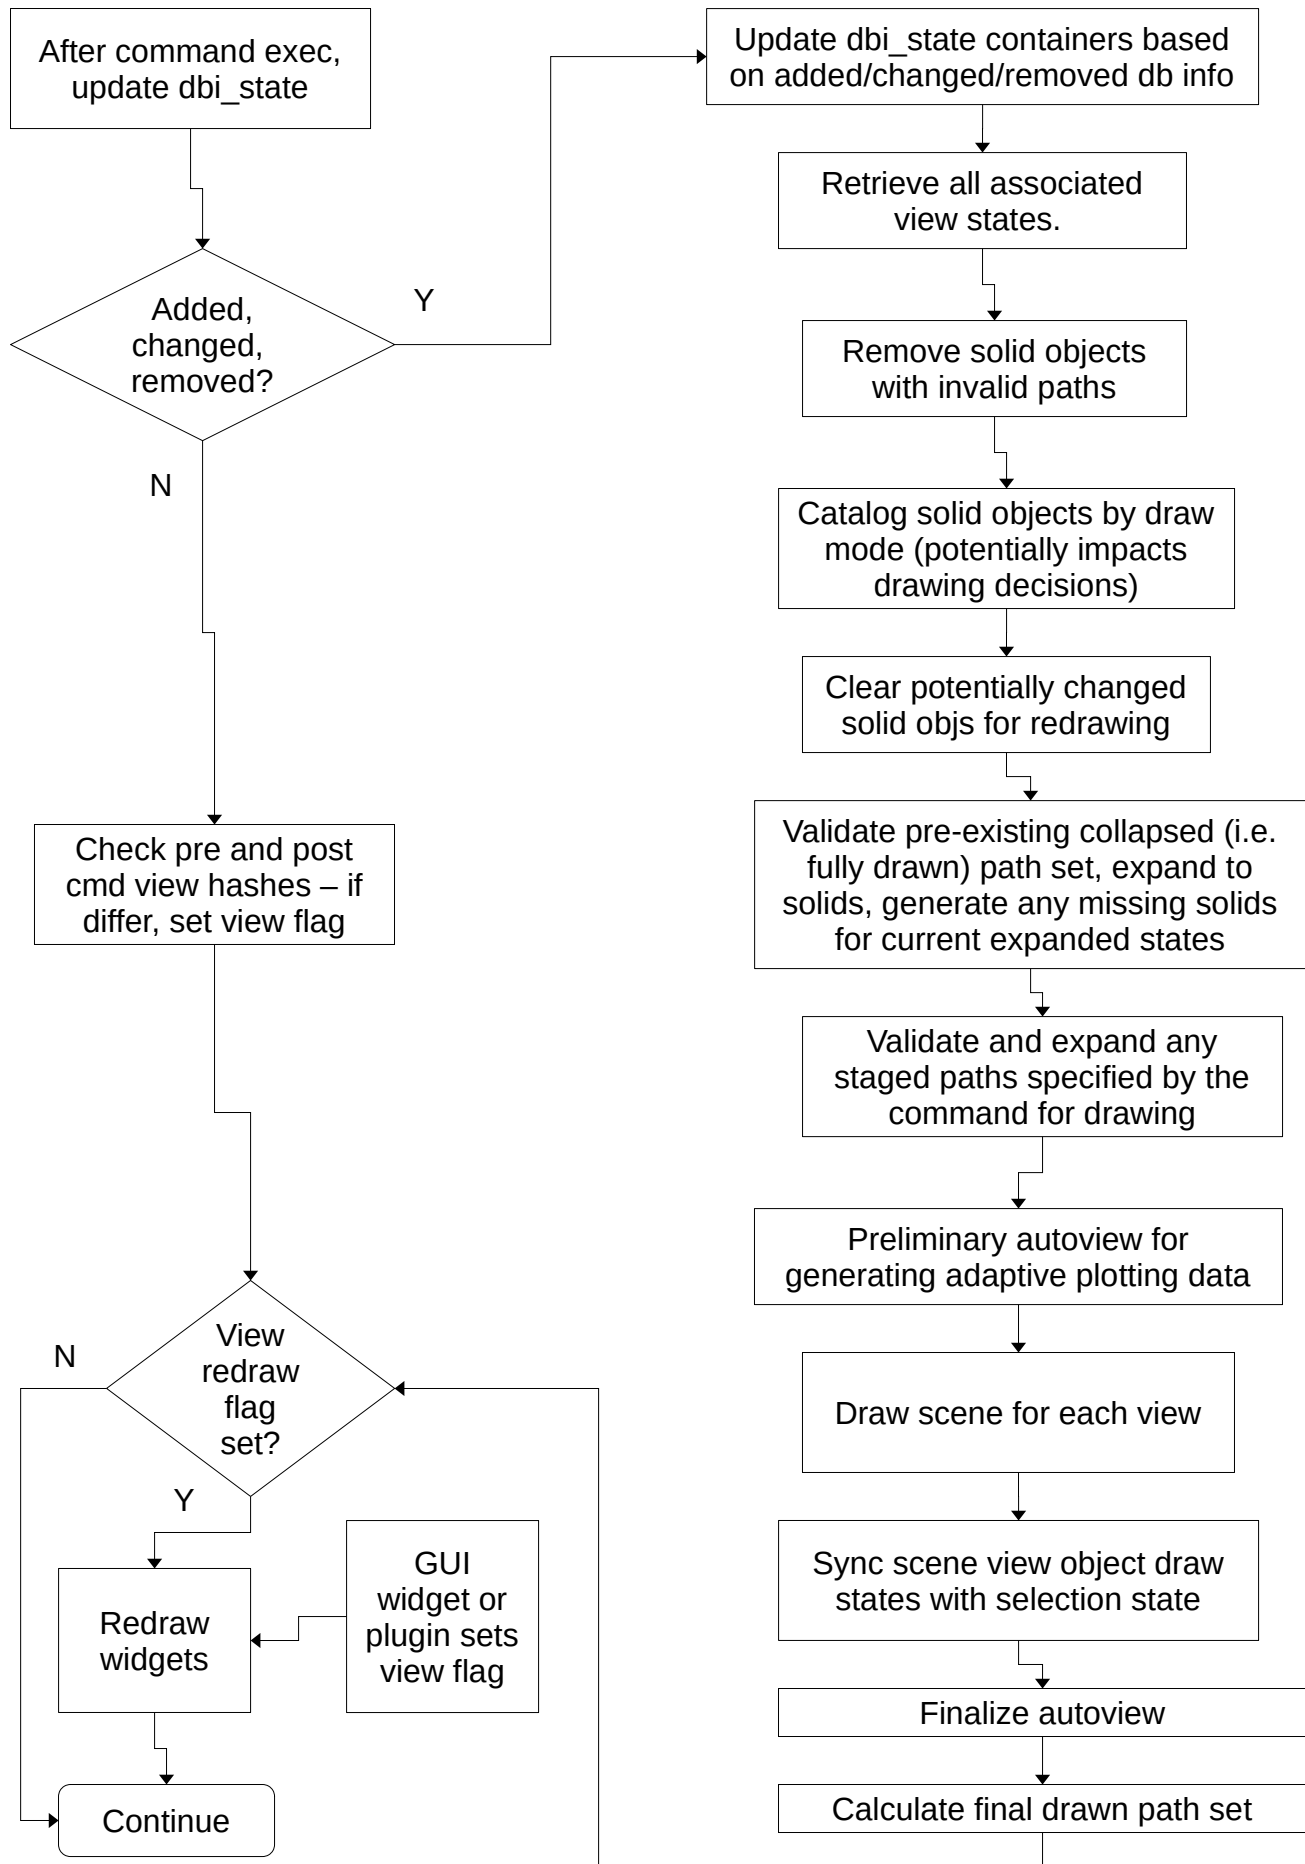 After command exec,
update dbi_state
Added,
changed,
removed?
Y
N
Check pre and post
cmd view hashes – if
differ, set view flag
View
redraw
flag
set?
N
Y
Redraw
widgets
GUI
widget or
plugin sets
view flag
Continue
Update dbi_state containers based
on added/changed/removed db info
Retrieve all associated
view states.
Remove solid objects
with invalid paths
Catalog solid objects by draw
mode (potentially impacts
drawing decisions)
Clear potentially changed
solid objs for redrawing
Validate pre-existing collapsed (i.e.
fully drawn) path set, expand to
solids, generate any missing solids
for current expanded states
Validate and expand any
staged paths specified by the
command for drawing
Preliminary autoview for
generating adaptive plotting data
Draw scene for each view
Sync scene view object draw
states with selection state
Finalize autoview
Calculate final drawn path set